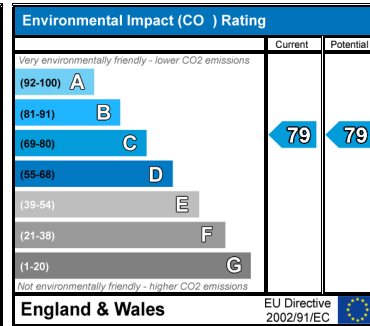 Environmental Impact (CO ) Rating
Current Potential
Very environmentally friendly - lower CO2 emissions
(92-100) A
(81-91) B
(69-80) C 79 79
(55-68) D
(39-54) E
(21-38) F
(1-20) G
Not environmentally friendly - higher CO2 emissions
England & Wales
EU Directive
2002/91/EC